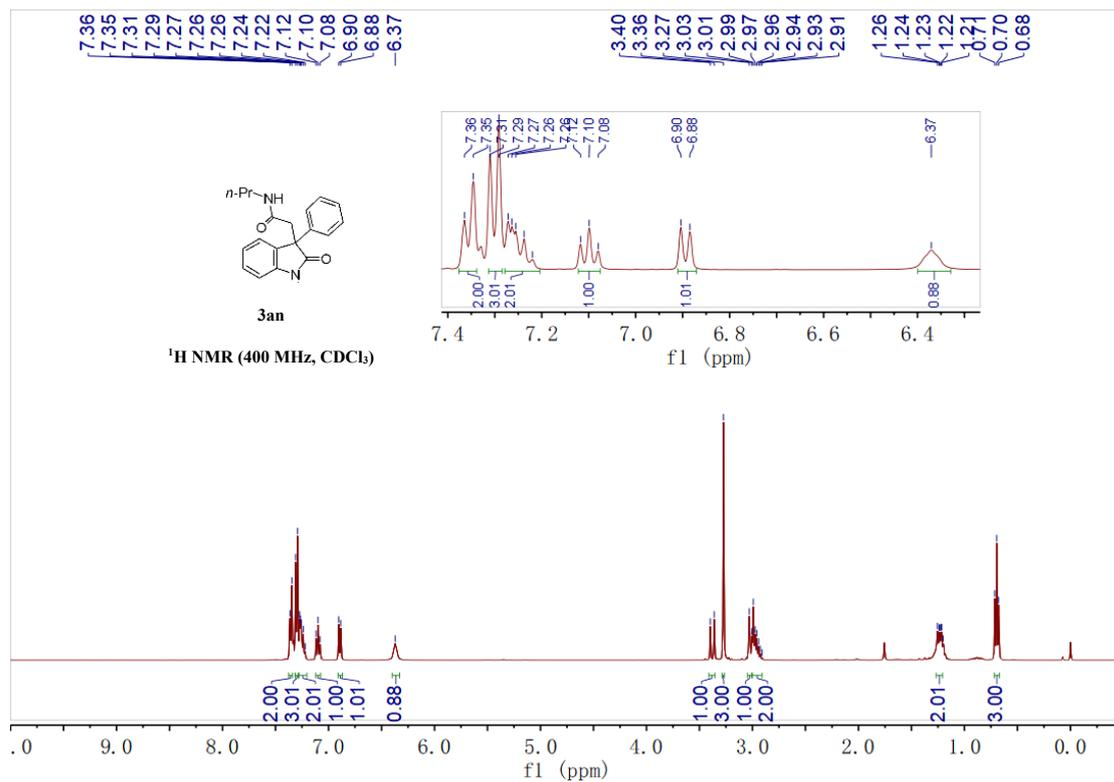 7.36 7.35 7.31 7.29 7.27 7.26 7.26 7.24 7.22 7.12 7.10 7.08 6.90 6.88 6.37
3.40 3.36 3.27 3.03 3.01 2.99 2.97 2.96 2.94 2.93 2.91
1.26 1.24 1.23 1.22 1.21 0.71 0.70 0.68
7.36 7.35 7.31 7.29 7.27 7.26 7.26 7.12 7.10 7.08 6.90 6.88 6.37
n-Pr
NH
O
O
N
3an
¹H NMR (400 MHz, CDCl₃)
2.00 3.01 2.01 1.00 1.01 0.88
7.4 7.2 7.0 6.8 6.6 6.4
f1 (ppm)
2.00 3.01 2.01 1.00 1.01 0.88 1.00 3.00 1.00 2.00 2.01 3.00
.0 9.0 8.0 7.0 6.0 5.0 4.0 3.0 2.0 1.0 0.0
f1 (ppm)